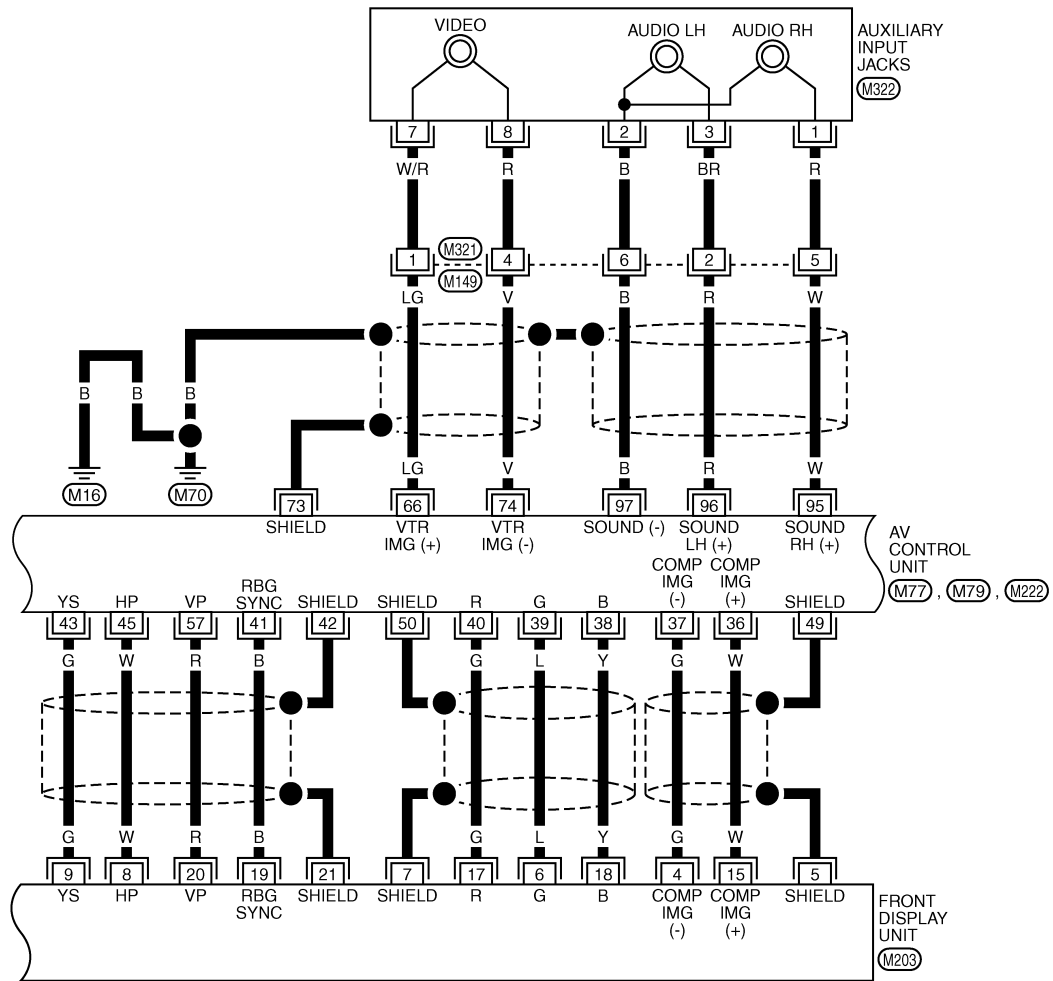 VIDEO AUDIO LH AUDIO RH
AUXILIARY
INPUT
JACKS
M322
7 8 2 3 1
W/R R B BR R
M321
1 4 6 2 5
M149
LG V B R W
B B B
LG V B R W
M16 M70
73 66 74 97 96 95
SHIELD VTR IMG (+) VTR IMG (-) SOUND (-) SOUND LH (+) SOUND RH (+)
AV
CONTROL
UNIT
M77 , M79 , M222
YS HP VP RBG SYNC SHIELD SHIELD R G B COMP IMG (-) COMP IMG (+) SHIELD
43 45 57 41 42 50 40 39 38 37 36 49
G W R B G L Y G W
G W R B G L Y G W
9 8 20 19 21 7 17 6 18 4 15 5
YS HP VP RBG SYNC SHIELD SHIELD R G B COMP IMG (-) COMP IMG (+) SHIELD
FRONT
DISPLAY
UNIT
M203